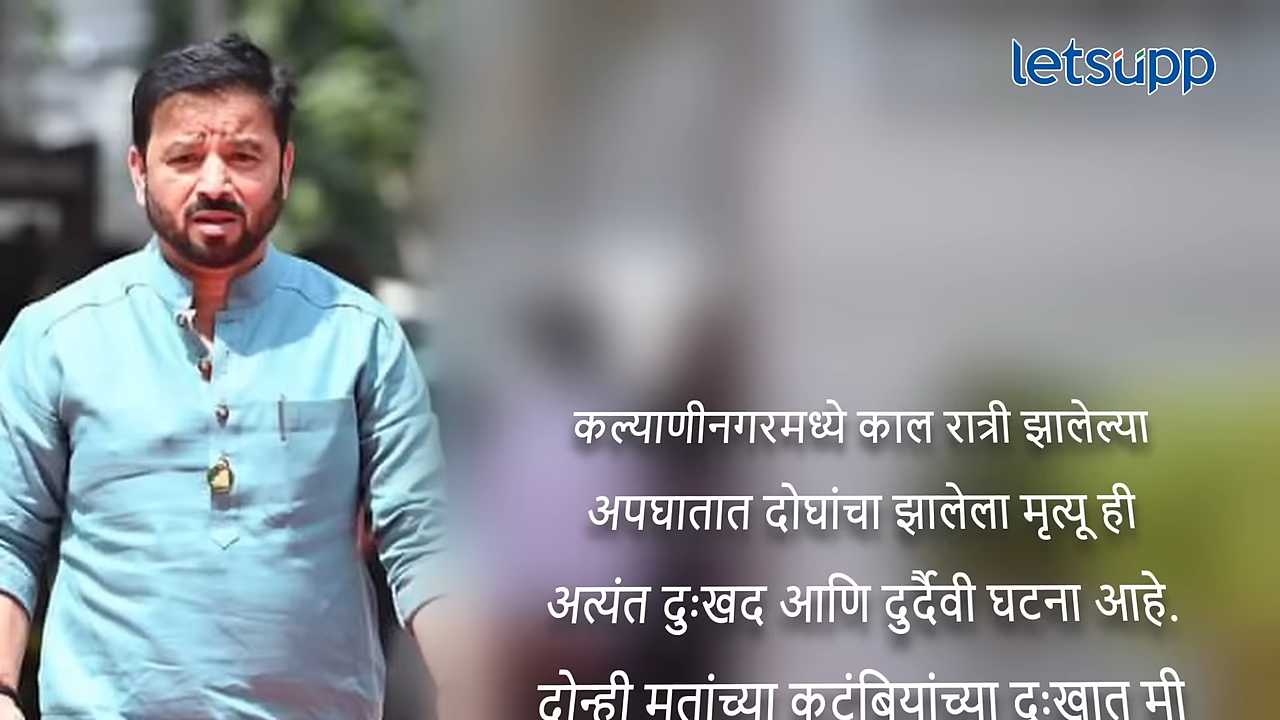 letsupp
कल्याणीनगरमध्ये काल रात्री झालेल्या
अपघातात दोघांचा झालेला मृत्यू ही
अत्यंत दुःखद आणि दुर्दैवी घटना आहे.
दोन्ही मृतांच्या कुटुंबियांच्या दुःखात मी